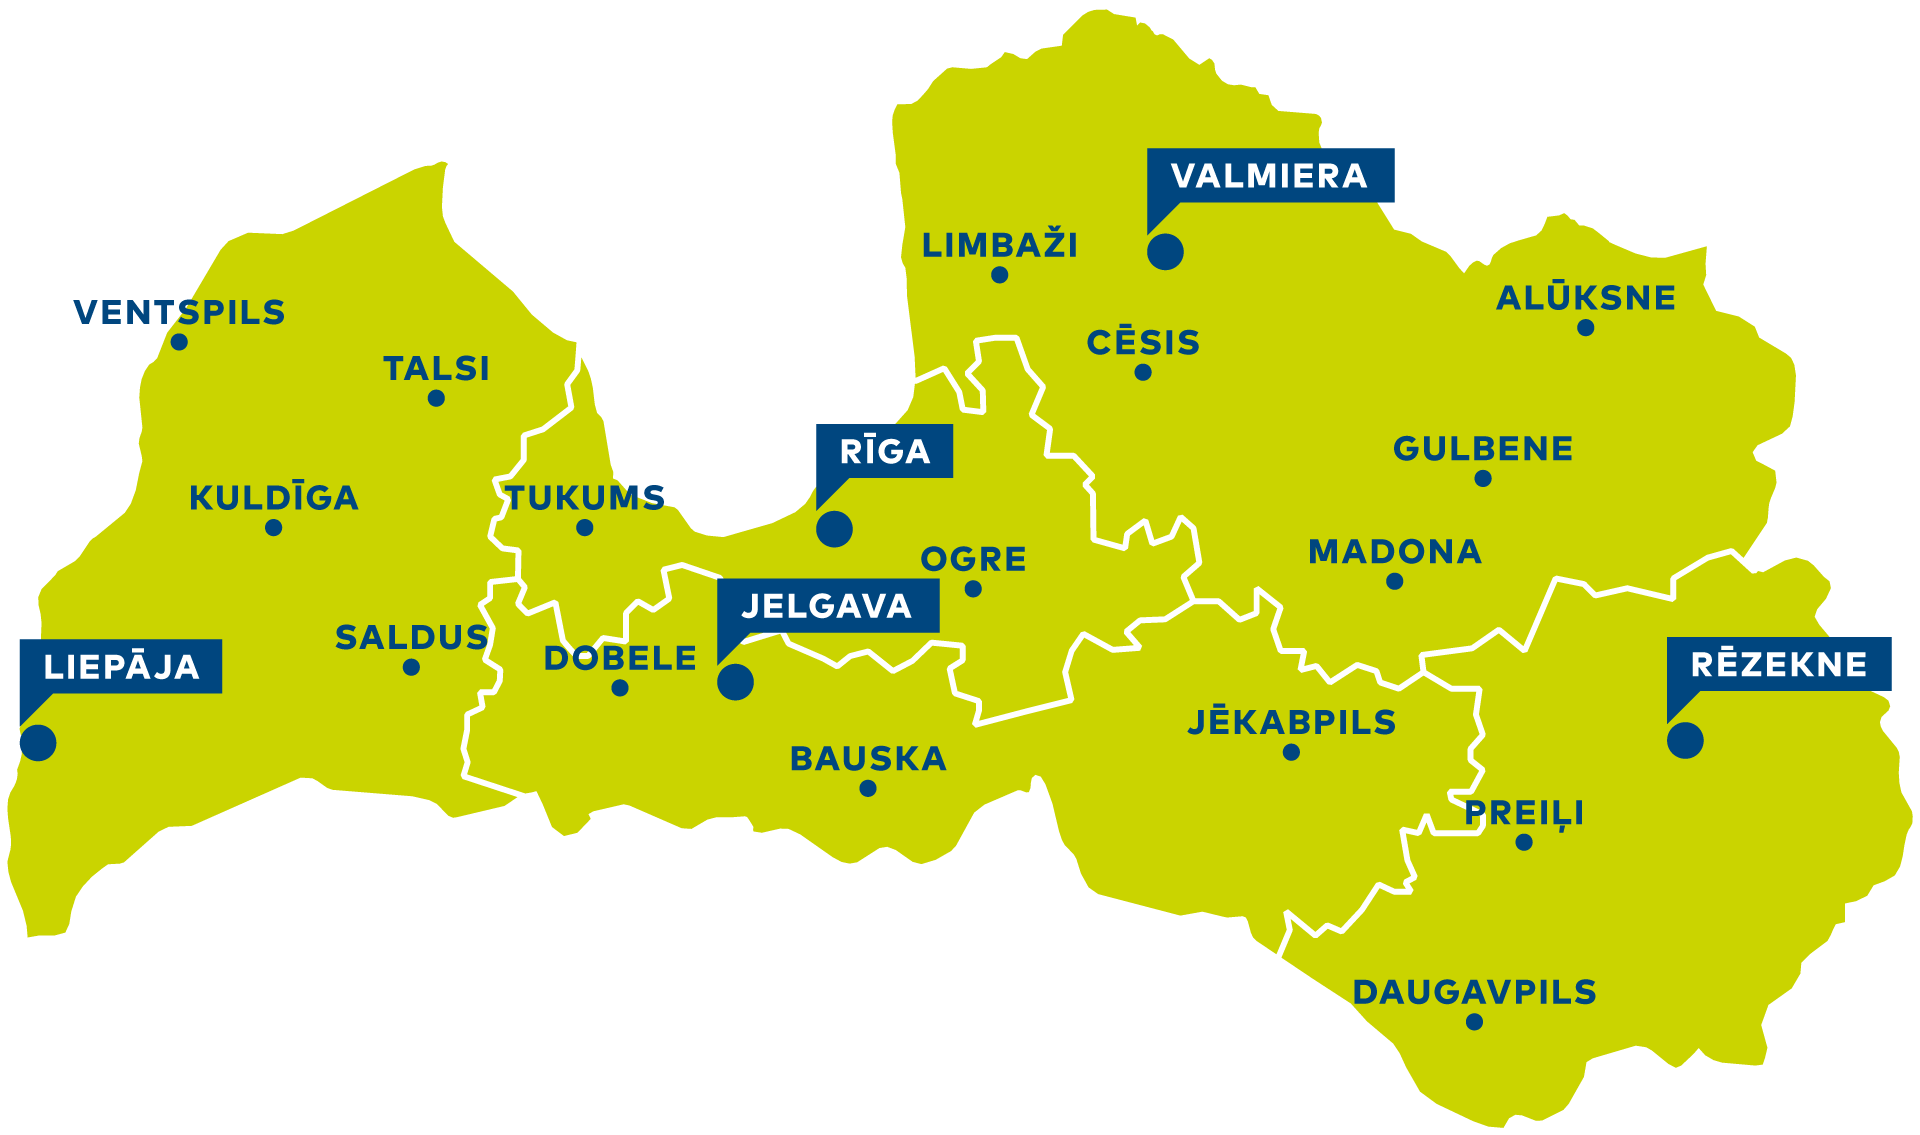 VALMIERA
LIMBAŽI
ALŪKSNE
VENTSPILS
CĒSIS
TALSI
RĪGA
GULBENE
KULDĪGA
TUKUMS
OGRE
MADONA
JELGAVA
SALDUS
DOBELE
LIEPĀJA
RĒZEKNE
JĒKABPILS
BAUSKA
PREIĻI
DAUGAVPILS